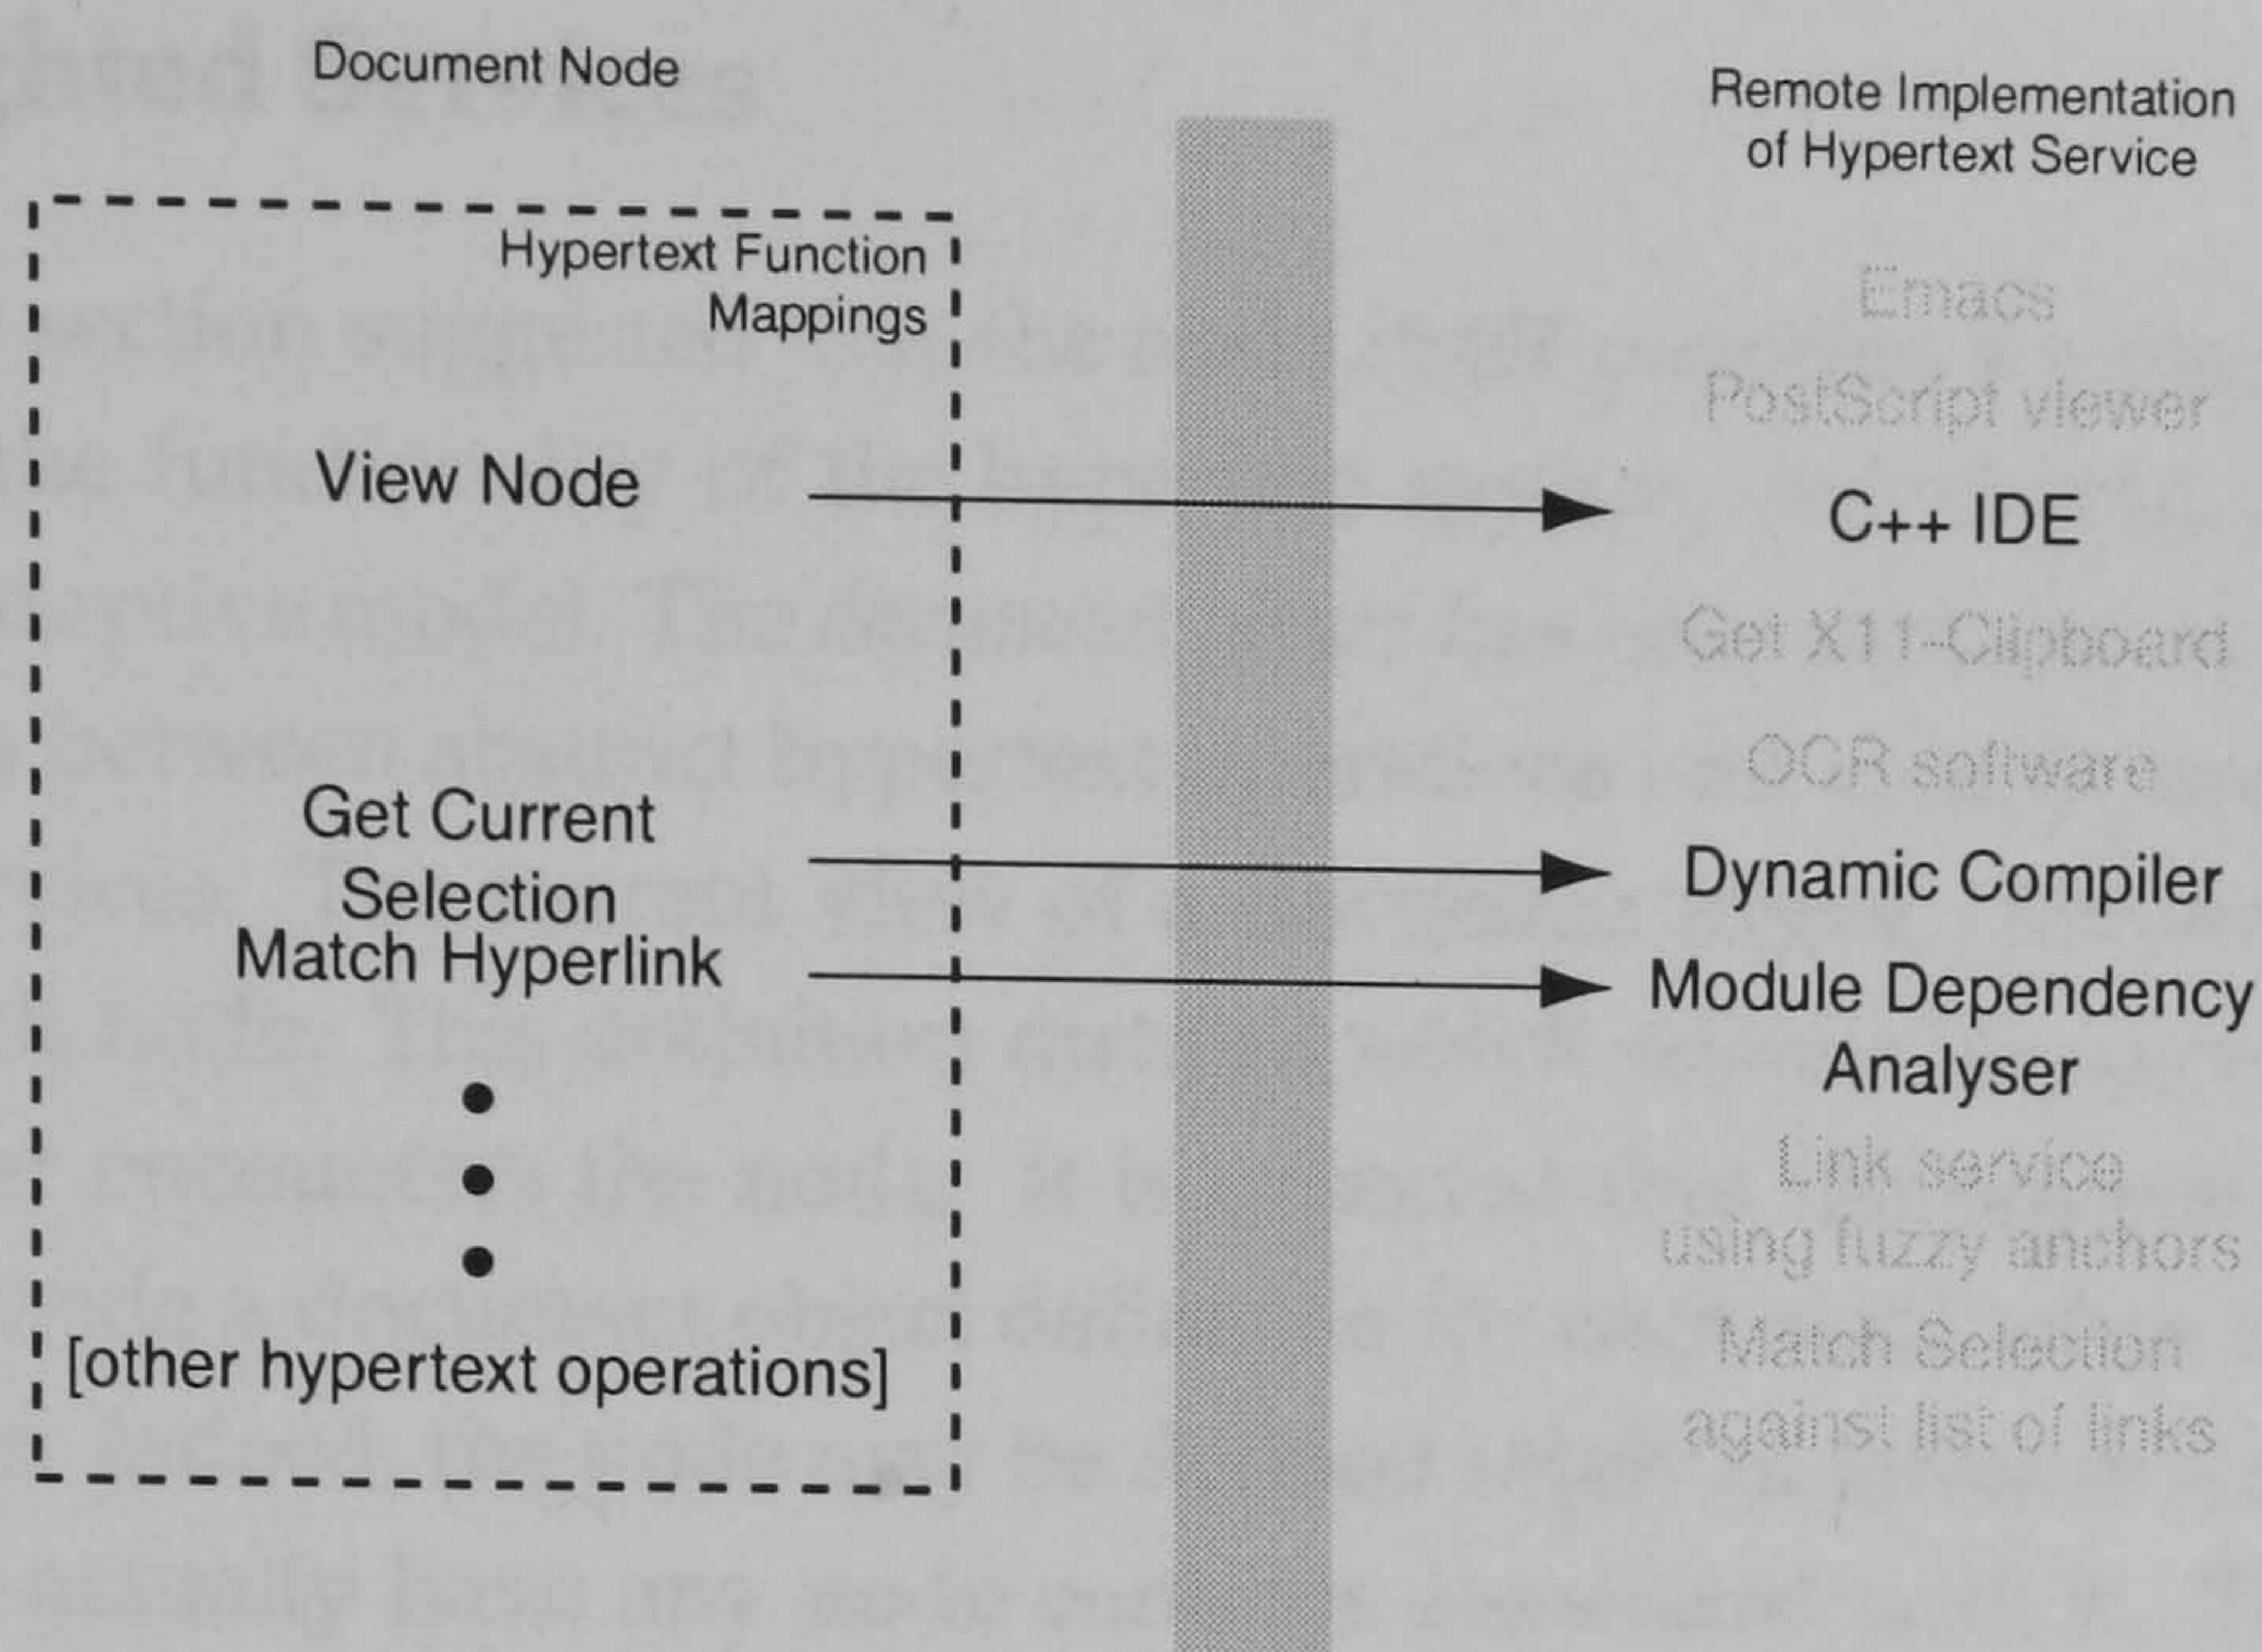 Document Node
Hypertext Function
Mappings
View Node
Get Current
Selection
Match Hyperlink
[other hypertext operations]
Remote Implementation
of Hypertext Service
Emacs
PostScript viewer
C++ IDE
Get X11-Clipboard
OCR software
Dynamic Compiler
Module Dependency
Analyser
Link service
using fuzzy anchors
Match Selection
against list of links